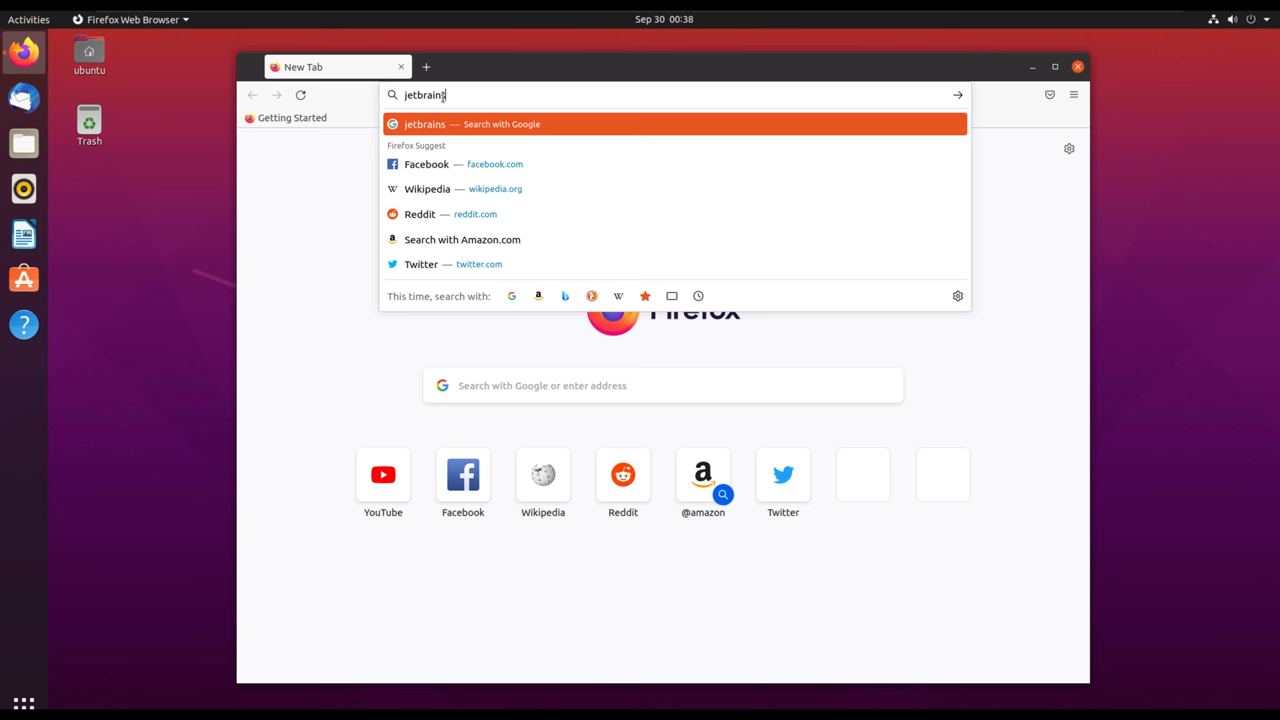 Activities Firefox Web Browser Sep 30 00:38
New Tab
jetbrains
Getting Started
jetbrains — Search with Google
Firefox Suggest
Facebook — facebook.com
Wikipedia — wikipedia.org
Reddit — reddit.com
Search with Amazon.com
Twitter — twitter.com
This time, search with:
Firefox
Search with Google or enter address
YouTube Facebook Wikipedia Reddit @amazon Twitter
ubuntu
Trash